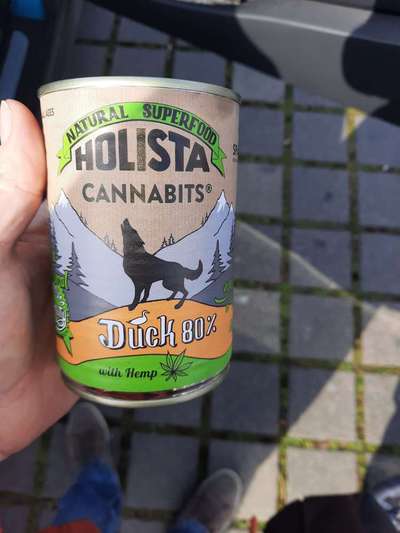 NATURAL SUPERFOOD
HOLISTA
CANNABITS®
Duck 80%
with Hemp